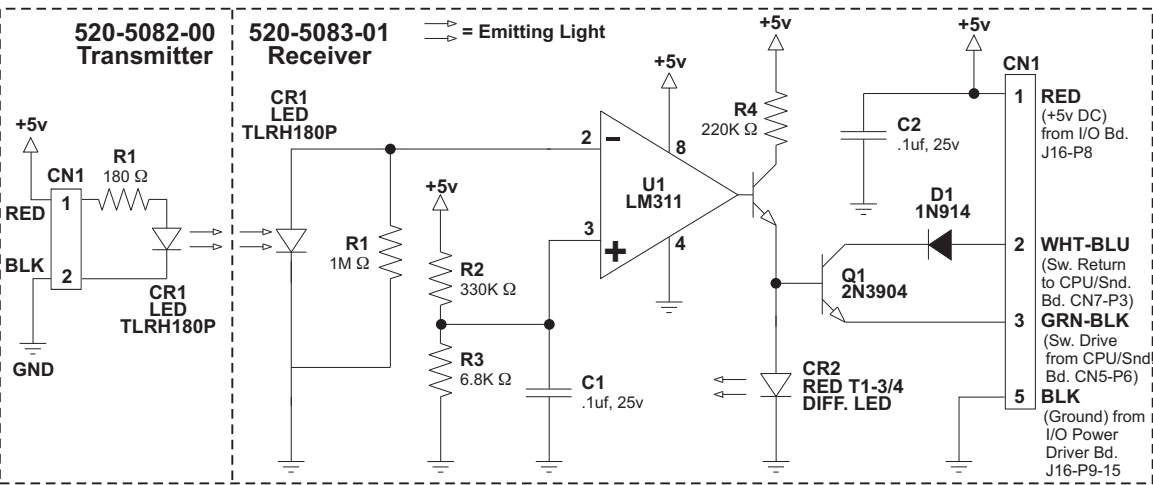 520-5082-00
Transmitter
520-5083-01
Receiver
= Emitting Light
+5v
CN1
1
2
RED
BLK
GND
R1
180 Ω
CR1
LED
TLRH180P
CR1
LED
TLRH180P
R1
1M Ω
+5v
R2
330K Ω
R3
6.8K Ω
C1
.1uf, 25v
2
3
−
+
U1
LM311
+5v
8
4
+5v
R4
220K Ω
CR2
RED T1-3/4
DIFF. LED
Q1
2N3904
D1
1N914
C2
.1uf, 25v
+5v
CN1
1
RED
(+5v DC)
from I/O Bd.
J16-P8
2
WHT-BLU
(Sw. Return
to CPU/Snd.
Bd. CN7-P3)
3
GRN-BLK
(Sw. Drive
from CPU/Snd
Bd. CN5-P6)
5
BLK
(Ground) from
I/O Power
Driver Bd.
J16-P9-15